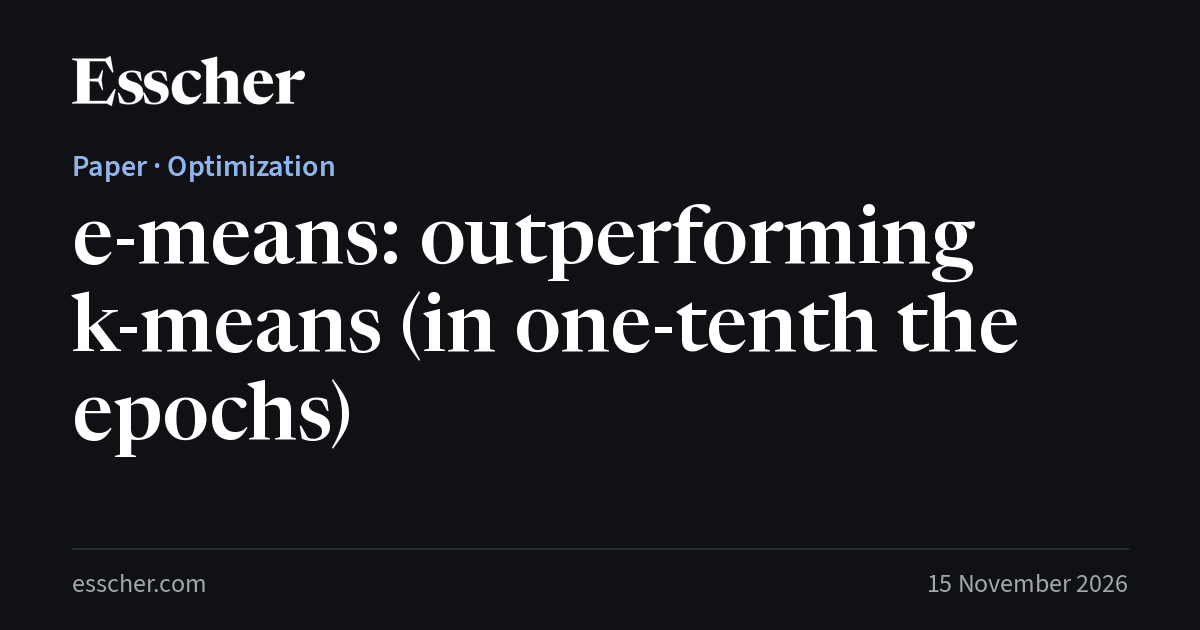 Esscher
Paper · Optimization
e-means: outperforming
k-means (in one-tenth the
epochs)
esscher.com
15 November 2026